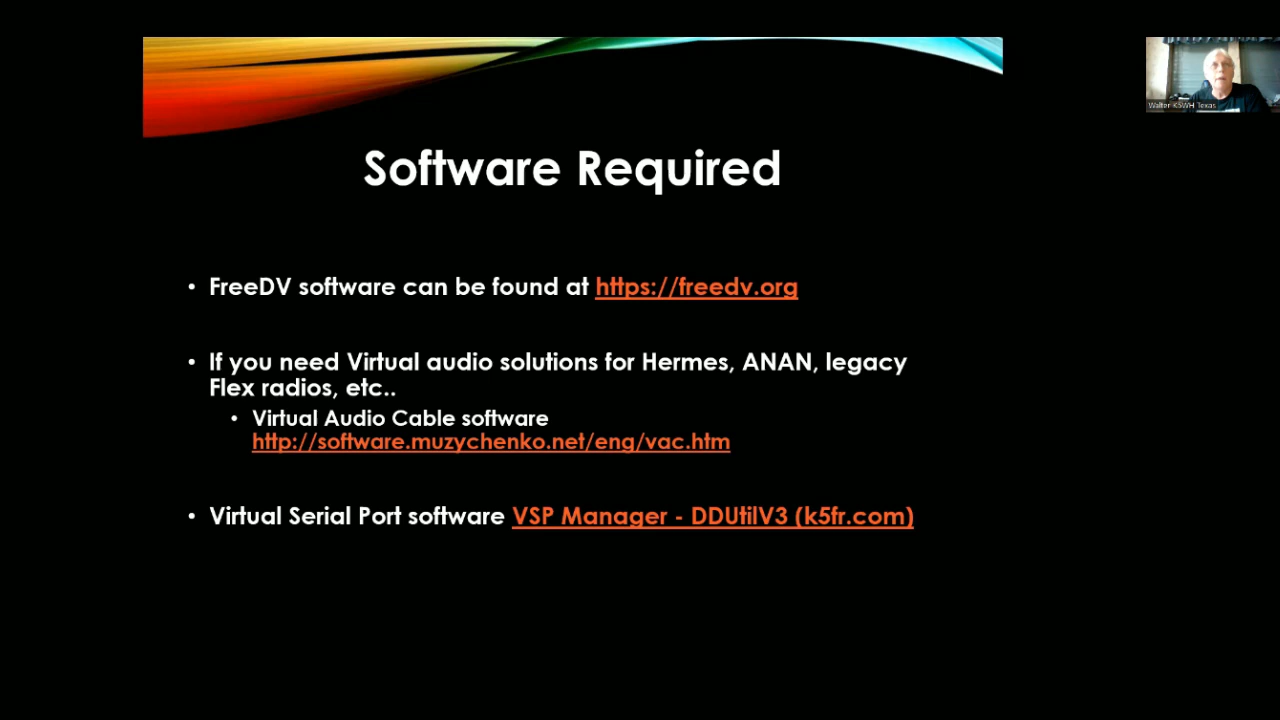 Walter K5WH Texas
Software Required
• FreeDV software can be found at https://freedv.org
• If you need Virtual audio solutions for Hermes, ANAN, legacy
Flex radios, etc..
• Virtual Audio Cable software
http://software.muzychenko.net/eng/vac.htm
• Virtual Serial Port software VSP Manager - DDUtilV3 (k5fr.com)